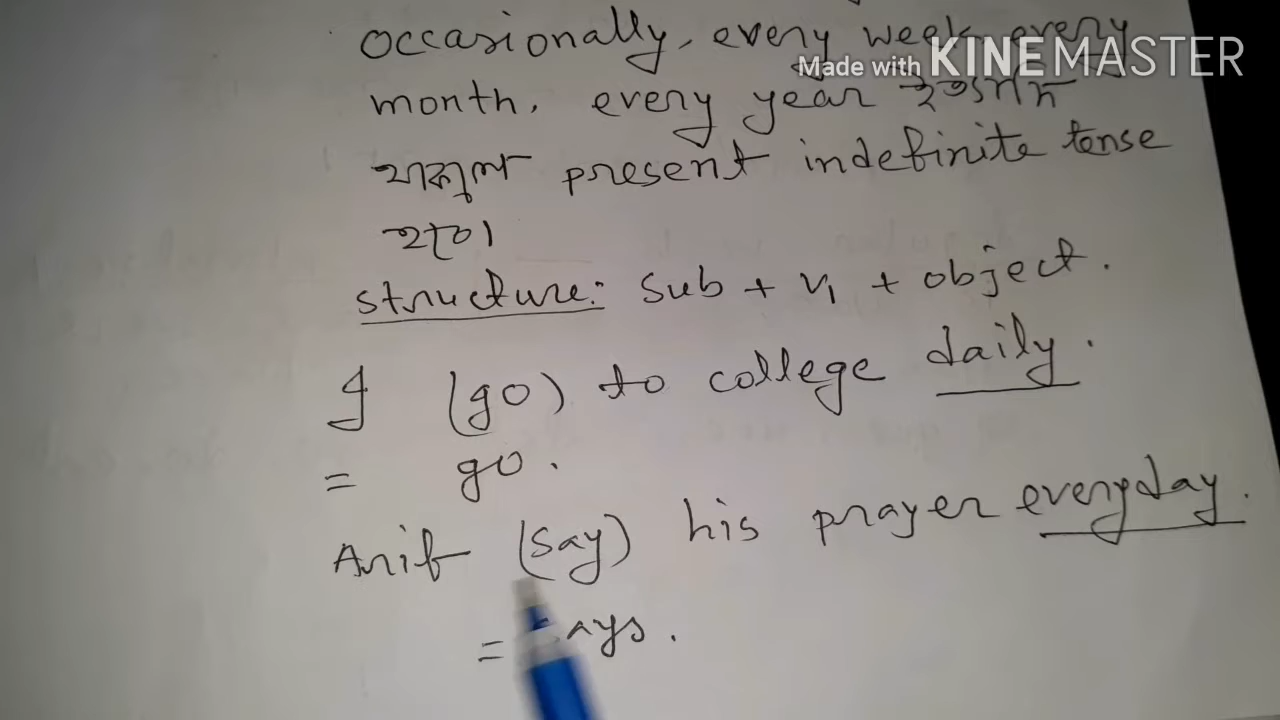 occasionally, every week, every
Made with KINEMASTER
month, every year ইত্যাদি
থাকলে present indefinite tense
হবে।
structure: Sub + V1 + object.
I (go) to college daily.
= go.
Arif (say) his prayer everyday.
= says.